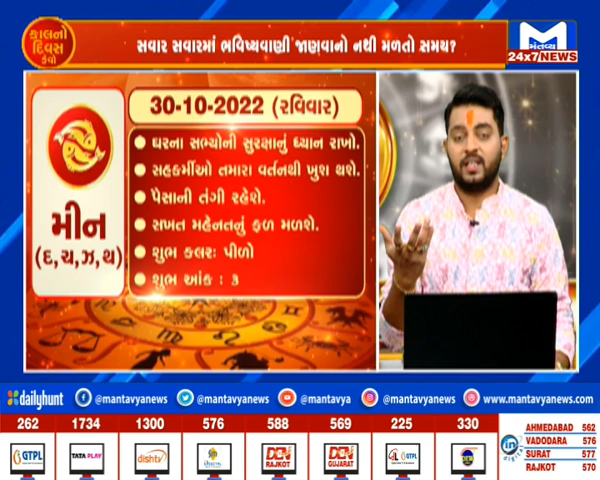 કાલનો
દિવસ
કેવો
સવાર સવારમાં ભવિષ્યવાણી જાણવાનો નથી મળતો સમય?
M
મંતવ્ય
24x7 NEWS
30-10-2022 (રવિવાર)
ઘરના સભ્યોની સુરક્ષાનું ધ્યાન રાખો.
સહકર્મીઓ તમારા વર્તનથી ખુશ થશે.
પૈસાની તંગી રહેશે.
સખત મહેનતનું ફળ મળશે.
શુભ કલર: પીળો
શુભ આંક : ૩
મીન
(દ,ચ,ઝ,થ)
dailyhunt
@mantavyanews
@mantavyanews
@mantavya
@mantavyanews
www.mantavyanews.com
262 1734 1300 576 588 569 225 330
GTPL
TATA PLAY
dishtv
DEN
RAJKOT
DEN
GUJARAT
in
digital
AHMEDABAD 562
VADODARA 576
SURAT 577
RAJKOT 570